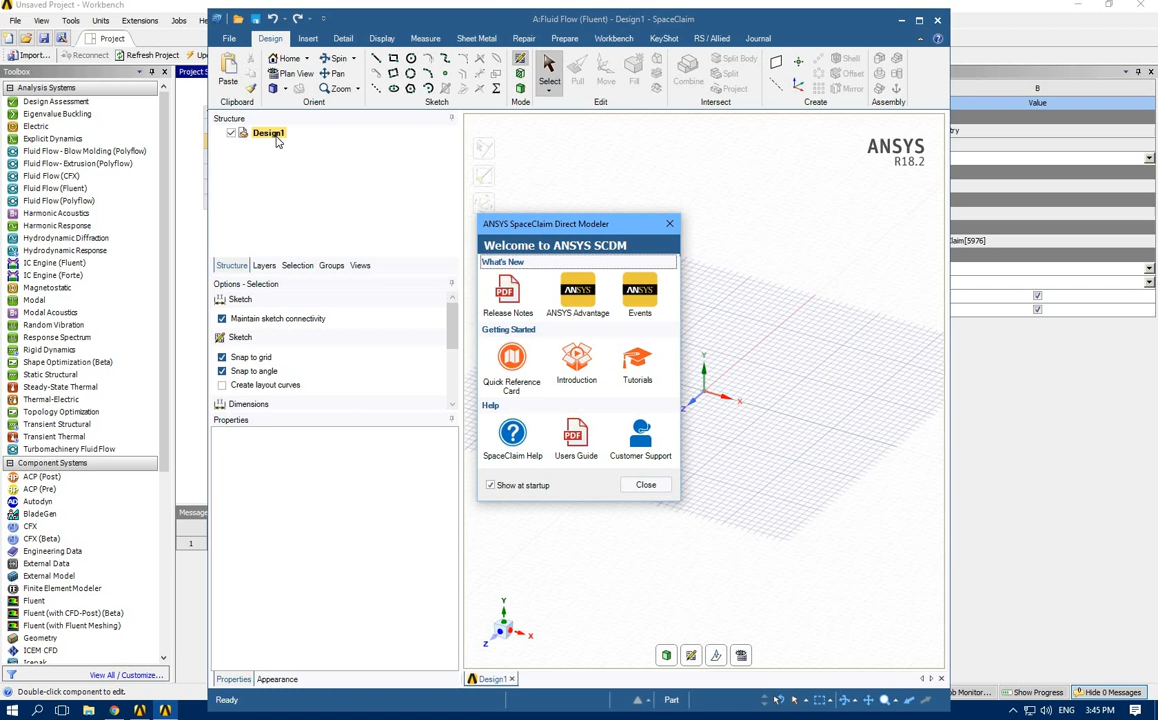 Unsaved Project - Workbench
File View Tools Units Extensions Jobs
Project
Import... Reconnect Refresh Project
Toolbox
Analysis Systems
Design Assessment
Eigenvalue Buckling
Electric
Explicit Dynamics
Fluid Flow - Blow Molding (Polyflow)
Fluid Flow- Extrusion(Polyflow)
Fluid Flow (CFX)
Fluid Flow (Fluent)
Fluid Flow (Polyflow)
Harmonic Acoustics
Harmonic Response
Hydrodynamic Diffraction
Hydrodynamic Response
IC Engine (Fluent)
IC Engine (Forte)
Magnetostatic
Modal
Modal Acoustics
Random Vibration
Response Spectrum
Rigid Dynamics
Shape Optimization (Beta)
Static Structural
Steady-State Thermal
Thermal-Electric
Topology Optimization
Transient Structural
Transient Thermal
Turbomachinery Fluid Flow
Component Systems
ACP (Post)
ACP (Pre)
Autodyn
BladeGen
CFX
CFX (Beta)
Engineering Data
External Data
External Model
Finite Element Modeler
Fluent
Fluent (with CFD-Post) (Beta)
Fluent (with Fluent Meshing)
Geometry
ICEM CFD
Icepak
View All / Customize...
Double-click component to edit.
Messages
1
A:Fluid Flow (Fluent) - Design1 - SpaceClaim
File Design Insert Detail Display Measure Sheet Metal Repair Prepare Workbench KeyShot RS / Allied Journal
Paste
Clipboard
Home Spin
Plan View Pan
Zoom
Orient
Sketch
Mode
Select Pull Move Fill
Edit
Combine
Split Body
Split
Project
Intersect
Shell
Offset
Mirror
Create
Assembly
Structure
Design1
Structure Layers Selection Groups Views
Options - Selection
Sketch
Maintain sketch connectivity
Sketch
Snap to grid
Snap to angle
Create layout curves
Dimensions
Properties
Properties Appearance
Ready
ANSYS
R18.2
ANSYS SpaceClaim Direct Modeler
Welcome to ANSYS SCDM
What's New
Release Notes ANSYS Advantage Events
Getting Started
Quick Reference Card Introduction Tutorials
Help
SpaceClaim Help Users Guide Customer Support
Show at startup Close
Y
X
Z
Y
X
Z
Design1
Part
B
Value
Show Progress Hide 0 Messages
ENG 3:45 PM